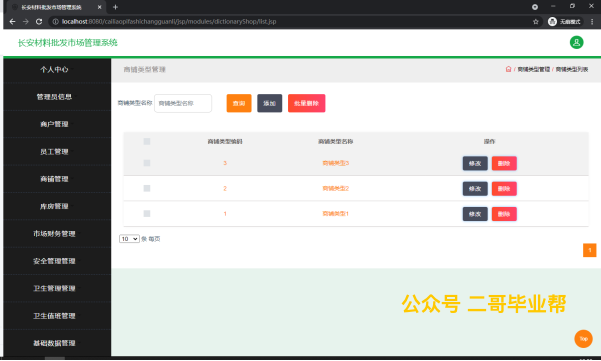 长安材料批发市场管理系统
localhost:8080/cailiaopifashichangguanli/jsp/modules/dictionaryShop/list.jsp
无痕模式
长安材料批发市场管理系统
个人中心
管理员信息
商户管理
员工管理
商铺管理
库房管理
市场财务管理
安全管理管理
卫生管理管理
卫生值班管理
基础数据管理
商铺类型管理
/ 商铺类型管理 / 商铺类型列表
商铺类型名称 商铺类型名称 查询 添加 批量删除
商铺类型编码 商铺类型名称 操作
3 商铺类型3 修改 删除
2 商铺类型2 修改 删除
1 商铺类型1 修改 删除
10 条 每页
1
公众号 二哥毕业帮
Top